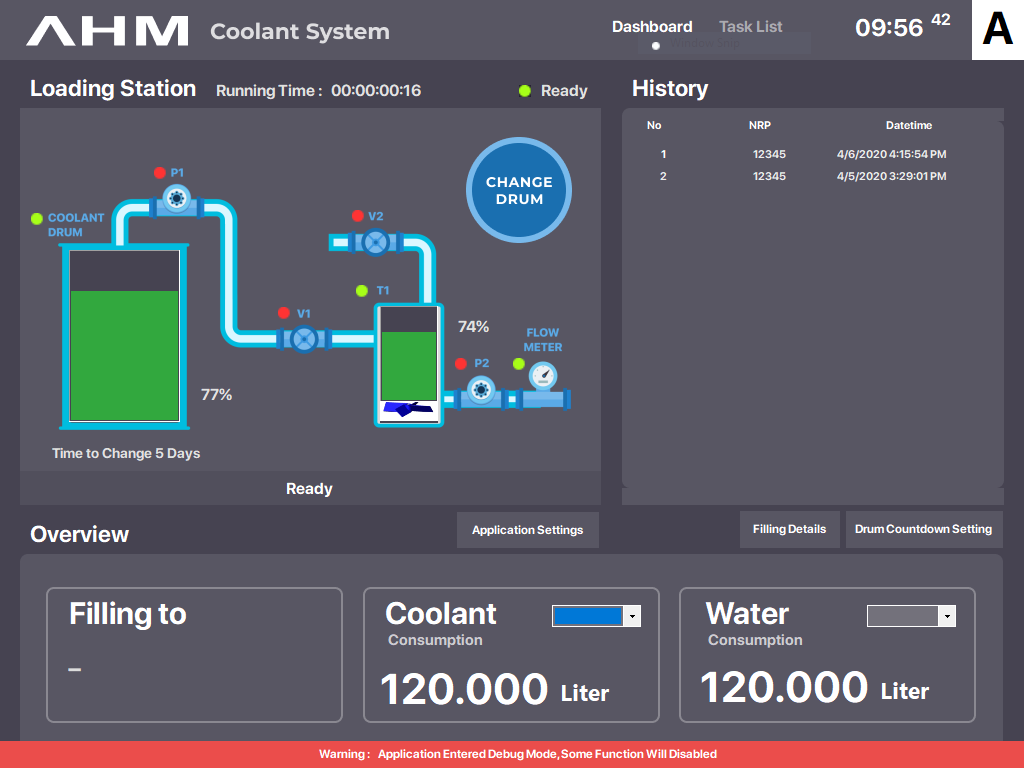 AHM Coolant System Dashboard Task List 09:56 42 A
Loading Station Running Time : 00:00:00:16 Ready
History
No NRP Datetime
1 12345 4/6/2020 4:15:54 PM
2 12345 4/5/2020 3:29:01 PM
CHANGE
DRUM
P1
COOLANT
DRUM
V2
T1
V1
74%
FLOW
METER
P2
77%
Time to Change 5 Days
Ready
Overview
Application Settings
Filling Details
Drum Countdown Setting
Filling to
–
Coolant
Consumption
120.000 Liter
Water
Consumption
120.000 Liter
Warning : Application Entered Debug Mode, Some Function Will Disabled